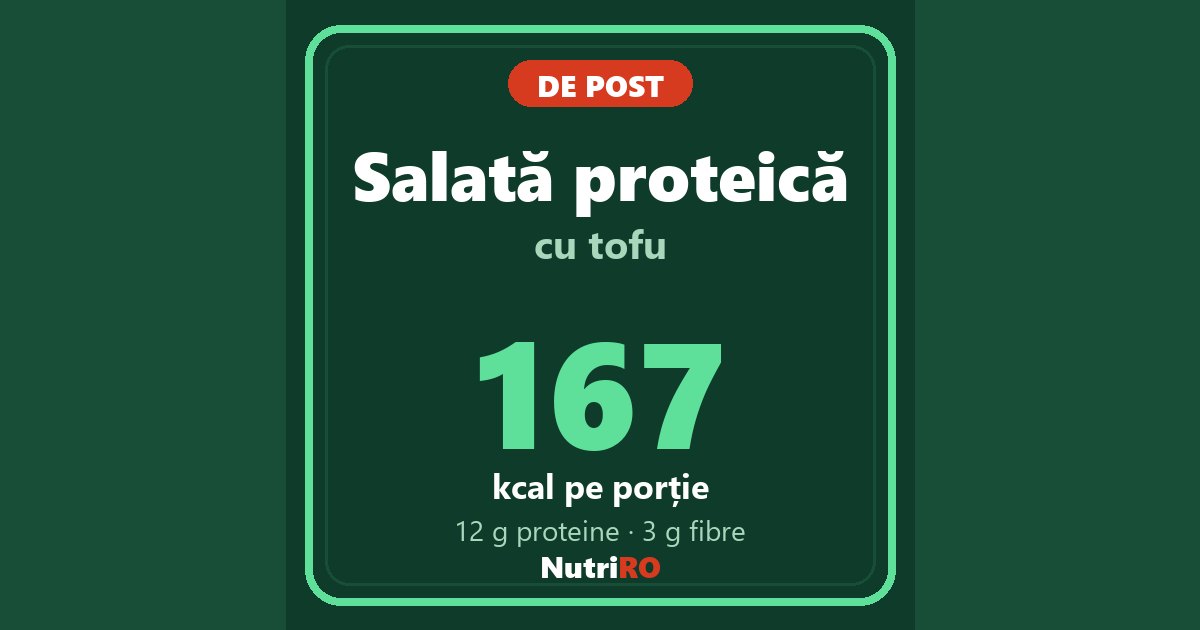 DE POST
Salată proteică
cu tofu
167
kcal pe porție
12 g proteine · 3 g fibre
NutriRO